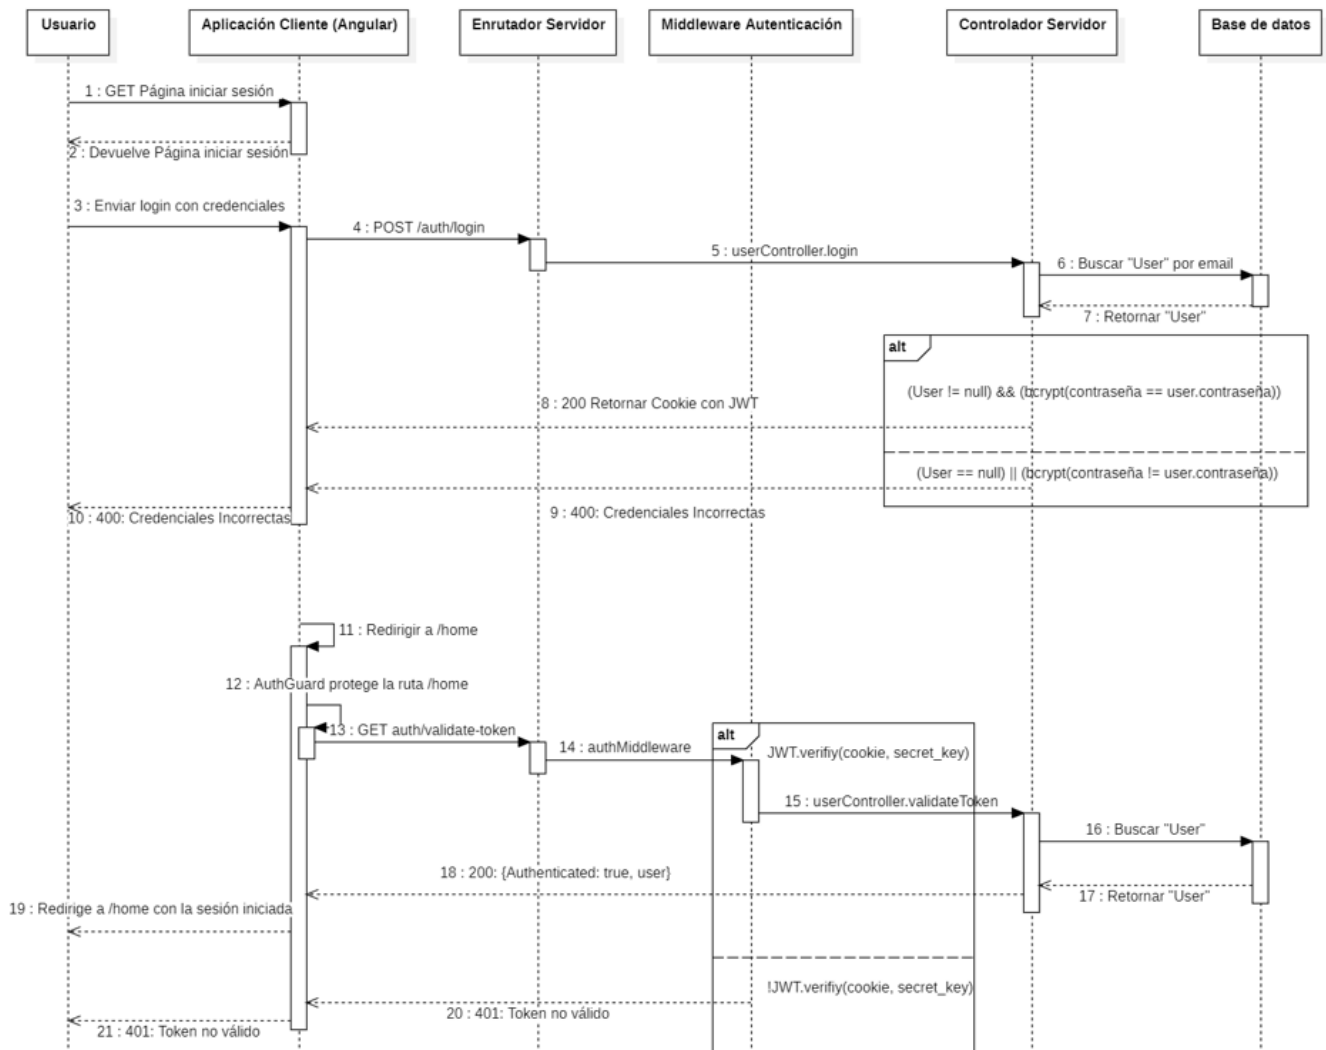 Usuario
Aplicación Cliente (Angular)
Enrutador Servidor
Middleware Autenticación
Controlador Servidor
Base de datos
1 : GET Página iniciar sesión
2 : Devuelve Página iniciar sesión
3 : Enviar login con credenciales
4 : POST /auth/login
5 : userController.login
6 : Buscar "User" por email
7 : Retornar "User"
alt
(User != null) && (bcrypt(contraseña == user.contraseña))
8 : 200 Retornar Cookie con JWT
(User == null) || (bcrypt(contraseña != user.contraseña))
9 : 400: Credenciales Incorrectas
10 : 400: Credenciales Incorrectas
11 : Redirigir a /home
12 : AuthGuard protege la ruta /home
13 : GET auth/validate-token
14 : authMiddleware
alt
JWT.verifiy(cookie, secret_key)
15 : userController.validateToken
16 : Buscar "User"
17 : Retornar "User"
18 : 200: {Authenticated: true, user}
19 : Redirige a /home con la sesión iniciada
!JWT.verifiy(cookie, secret_key)
20 : 401: Token no válido
21 : 401: Token no válido